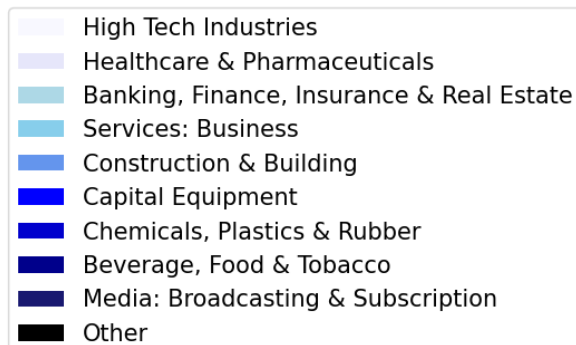 High Tech Industries
Healthcare & Pharmaceuticals
Banking, Finance, Insurance & Real Estate
Services: Business
Construction & Building
Capital Equipment
Chemicals, Plastics & Rubber
Beverage, Food & Tobacco
Media: Broadcasting & Subscription
Other